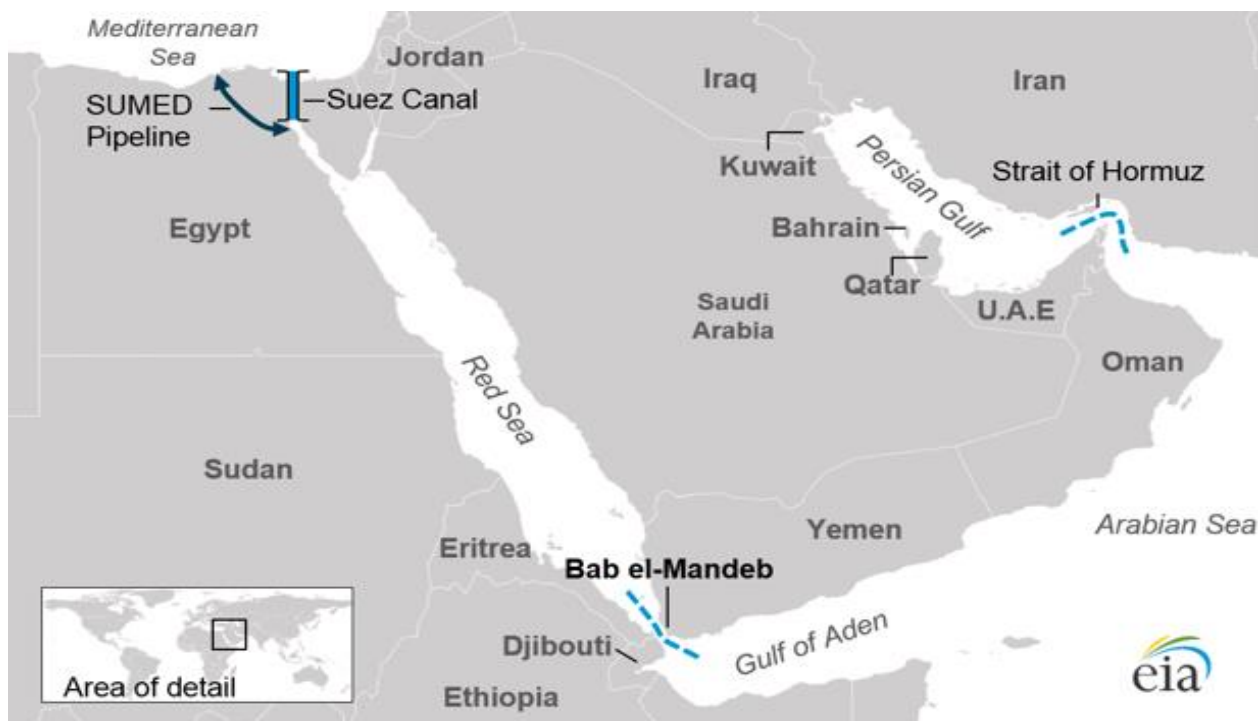 Mediterranean
Sea
Jordan
Iraq
Iran
SUMED
Pipeline
Suez Canal
Kuwait
Persian Gulf
Strait of Hormuz
Egypt
Bahrain
Qatar
Saudi
Arabia
U.A.E
Oman
Red Sea
Sudan
Yemen
Arabian Sea
Eritrea
Bab el-Mandeb
Djibouti
Gulf of Aden
Ethiopia
Area of detail
eia